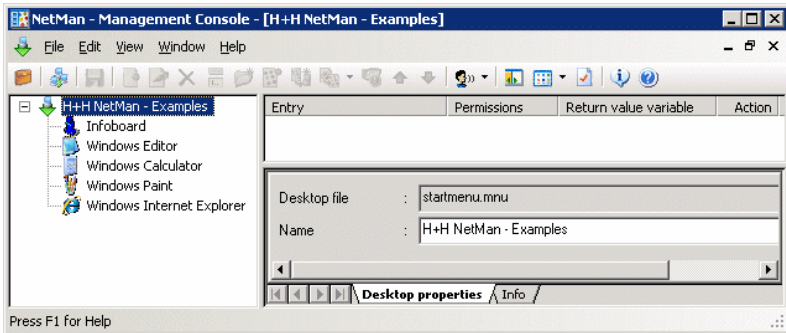 NetMan - Management Console - [H+H NetMan - Examples]
File Edit View Window Help
H+H NetMan - Examples
Infoboard
Windows Editor
Windows Calculator
Windows Paint
Windows Internet Explorer
Entry Permissions Return value variable Action
Desktop file : startmenu.mnu
Name : H+H NetMan - Examples
Desktop properties Info
Press F1 for Help